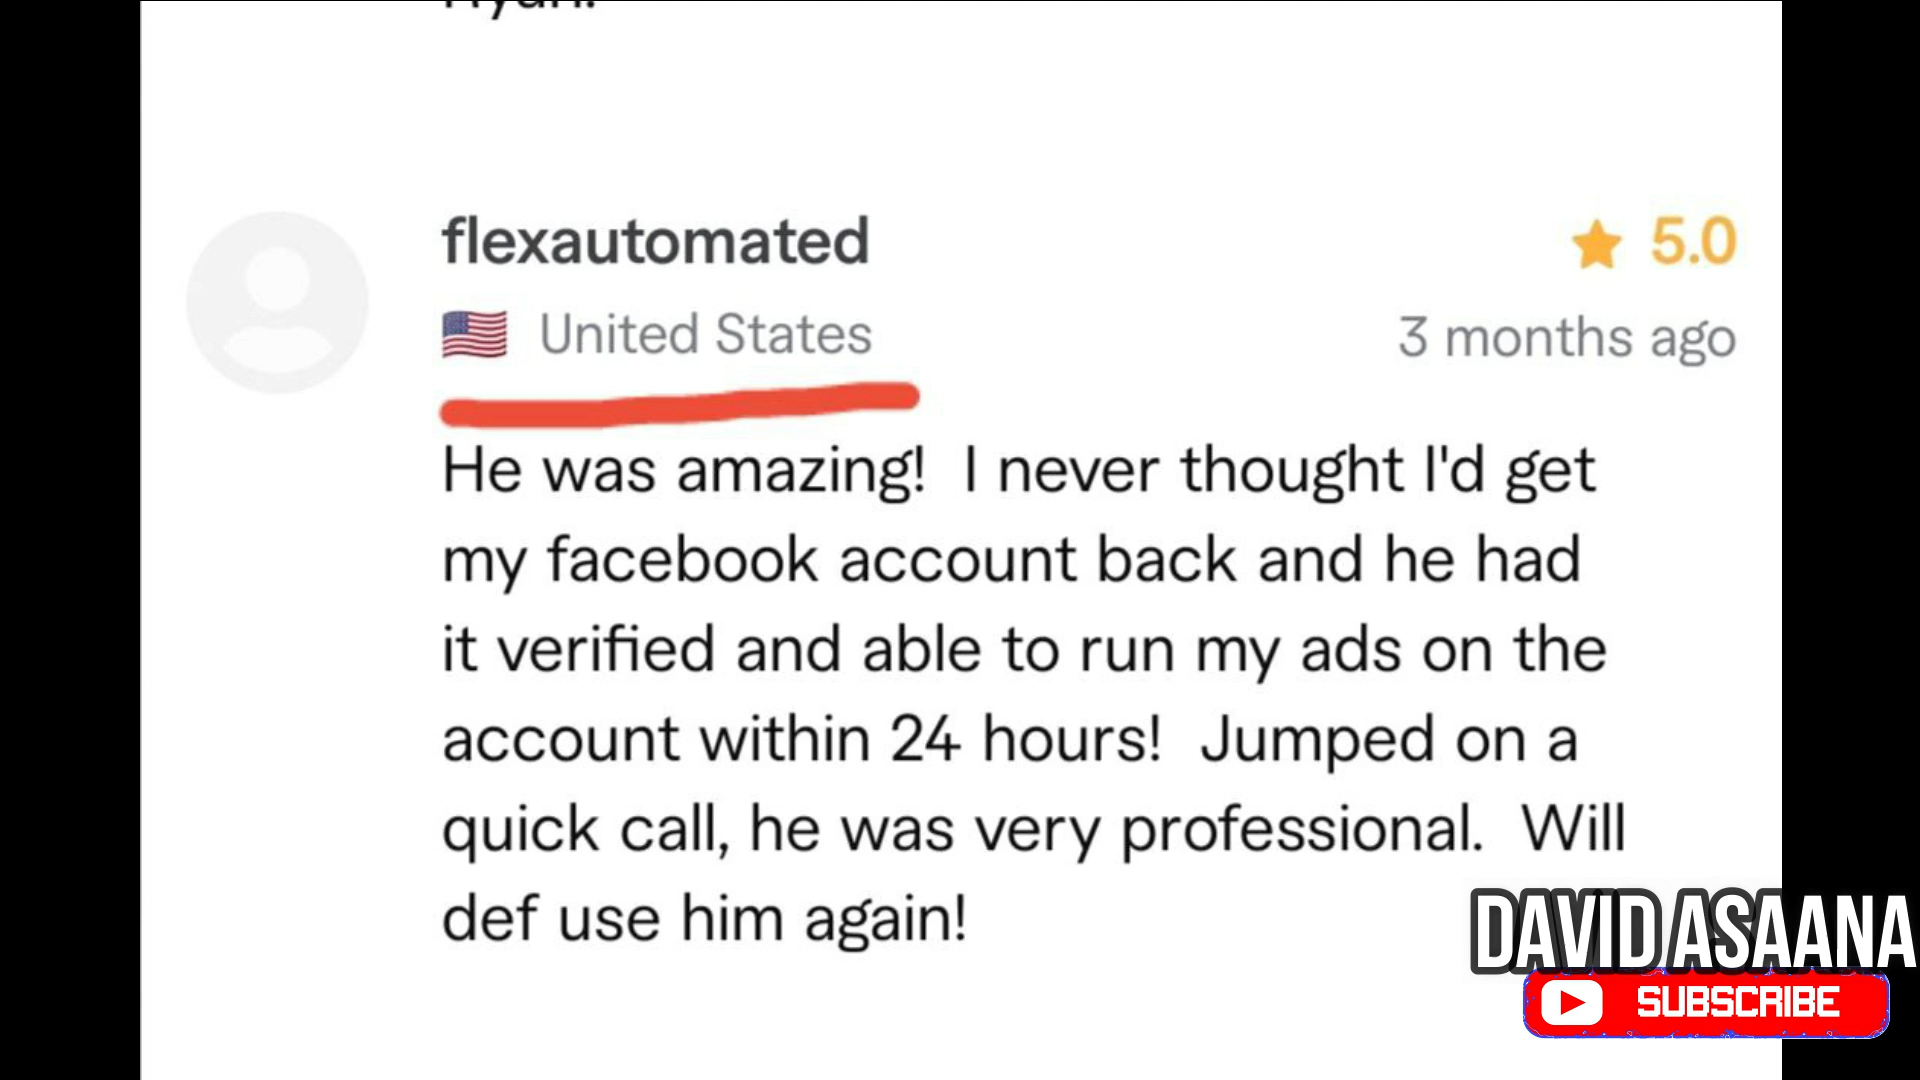 flexautomated
5.0
United States
3 months ago
He was amazing!  I never thought I'd get
my facebook account back and he had
it verified and able to run my ads on the
account within 24 hours!  Jumped on a
quick call, he was very professional.  Will
def use him again!
DAVID ASAANA
SUBSCRIBE